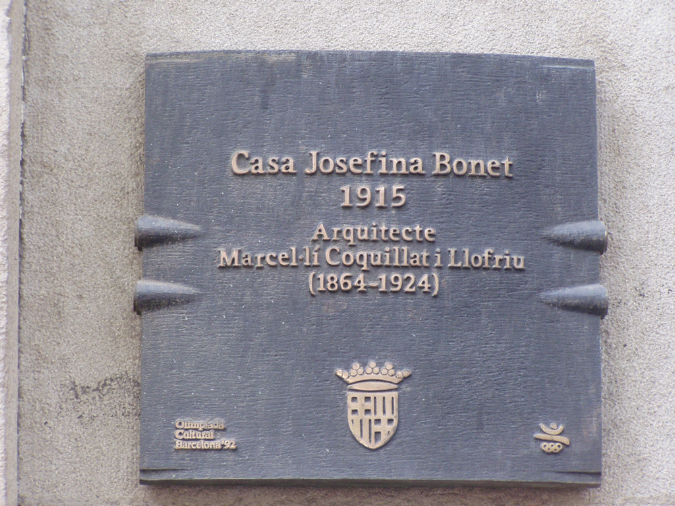 Casa Josefina Bonet
1915
Arquitecte
Marcel·lí Coquillat i Llofriu
(1864-1924)
Olimpíada
Cultural
Barcelona'92